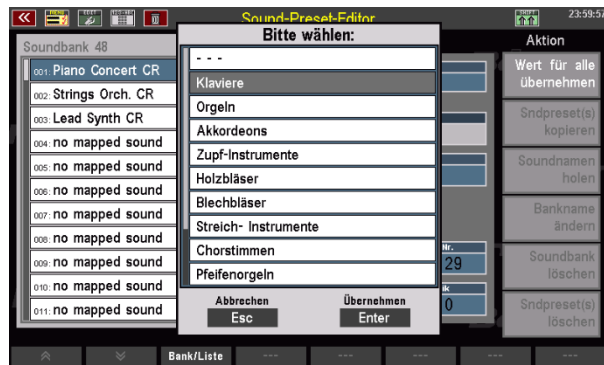 Sound-Preset-Editor
23:59:57
Soundbank 48
001: Piano Concert CR
002: Strings Orch. CR
003: Lead Synth CR
004: no mapped sound
005: no mapped sound
006: no mapped sound
007: no mapped sound
008: no mapped sound
009: no mapped sound
010: no mapped sound
011: no mapped sound
Bitte wählen:
- - -
Klaviere
Orgeln
Akkordeons
Zupf-Instrumente
Holzbläser
Blechbläser
Streich- Instrumente
Chorstimmen
Pfeifenorgeln
Abbrechen
Esc
Übernehmen
Enter
Nr.
29
0
Aktion
Wert für alle
übernehmen
Sndpreset(s)
kopieren
Soundnamen
holen
Bankname
ändern
Soundbank
löschen
Sndpreset(s)
löschen
Bank/Liste
--- --- --- --- ---